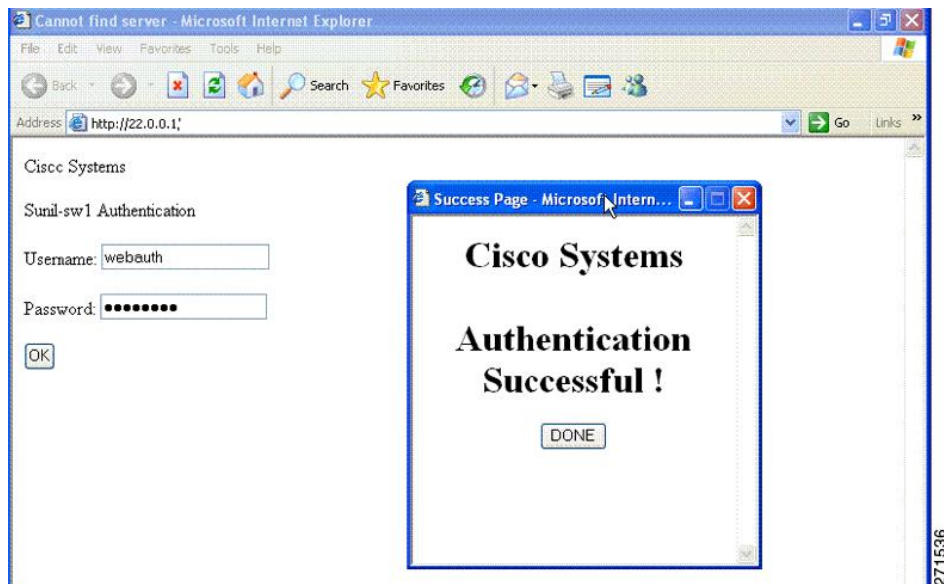 Cannot find server - Microsoft Internet Explorer
File Edit View Favorites Tools Help
Back Search Favorites
Address http://22.0.0.1/ Go Links »
Cisco Systems
Sunil-sw1 Authentication
Username: webauth
Password: ••••••••
OK
Success Page - Microsoft Intern...
Cisco Systems
Authentication
Successful !
DONE
271536